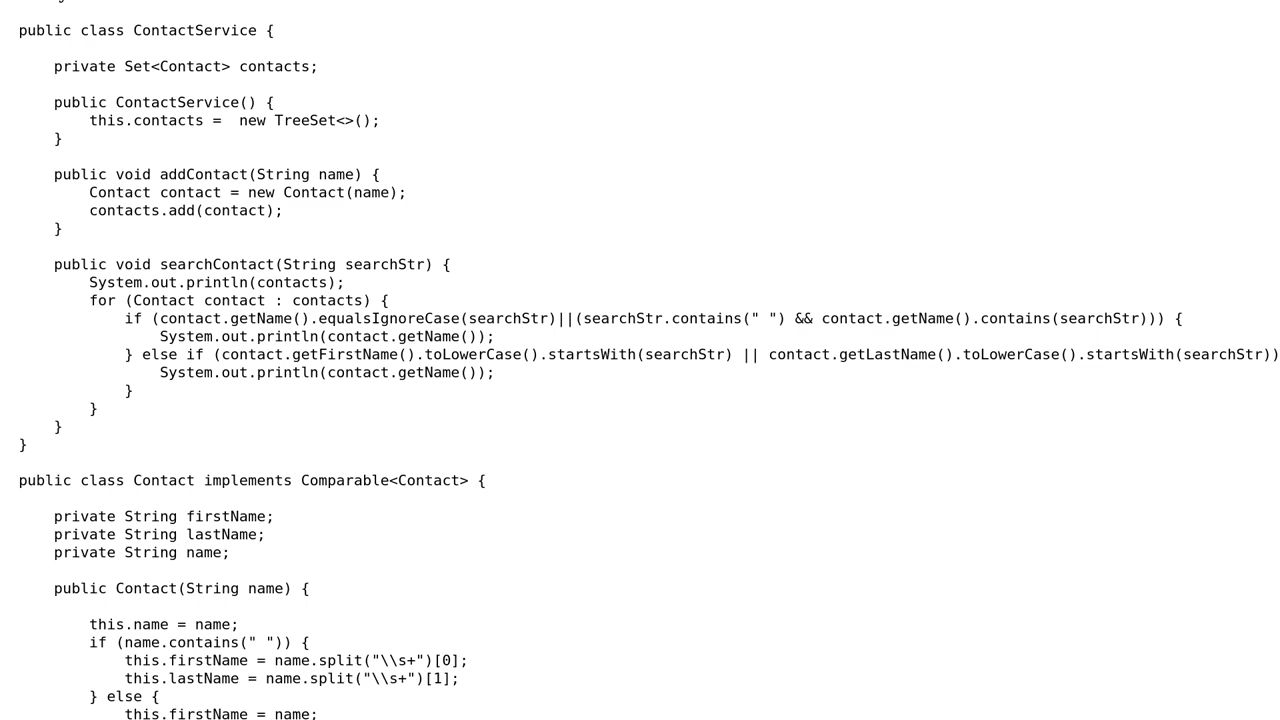 public class ContactService {
private Set<Contact> contacts;
public ContactService() {
this.contacts =  new TreeSet<>();
}
public void addContact(String name) {
Contact contact = new Contact(name);
contacts.add(contact);
}
public void searchContact(String searchStr) {
System.out.println(contacts);
for (Contact contact : contacts) {
if (contact.getName().equalsIgnoreCase(searchStr)||(searchStr.contains(" ") && contact.getName().contains(searchStr))) {
System.out.println(contact.getName());
} else if (contact.getFirstName().toLowerCase().startsWith(searchStr) || contact.getLastName().toLowerCase().startsWith(searchStr))
System.out.println(contact.getName());
}
}
}
}
public class Contact implements Comparable<Contact> {
private String firstName;
private String lastName;
private String name;
public Contact(String name) {
this.name = name;
if (name.contains(" ")) {
this.firstName = name.split("\\s+")[0];
this.lastName = name.split("\\s+")[1];
} else {
this.firstName = name;